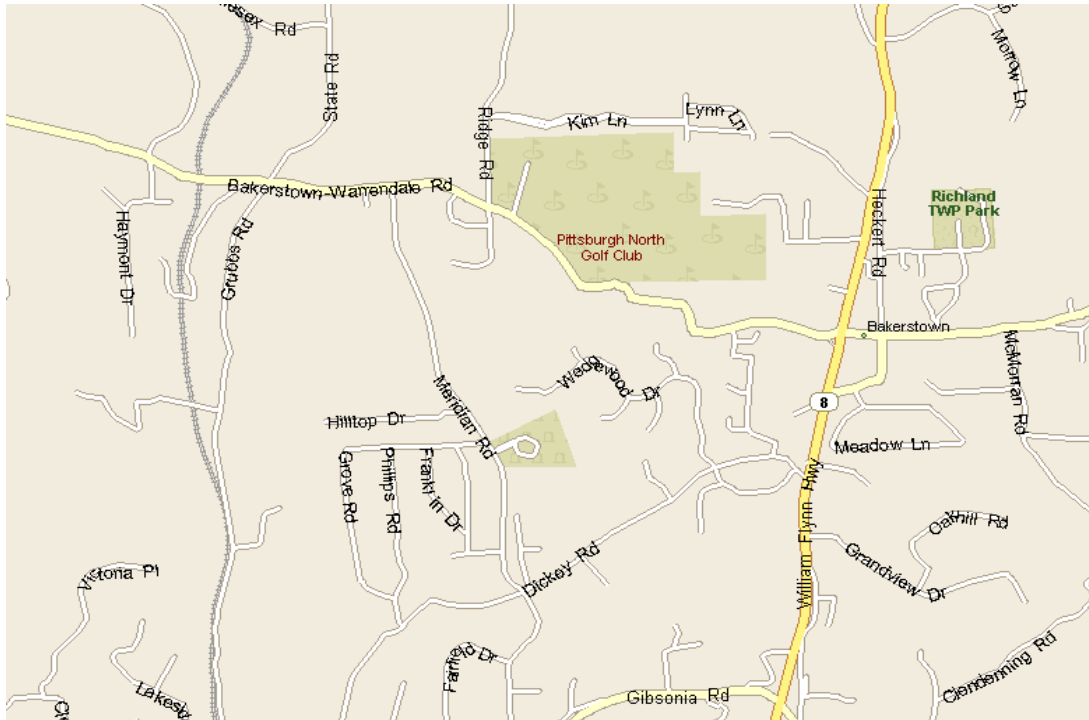 sex Rd
State Rd
Morrow Ln
Ridge Rd
Kim Ln
Lynn Ln
Bakerstown-Warrendale Rd
Haymont Dr
Grubbs Rd
Heckert Rd
Richland
TWP Park
Pittsburgh North
Golf Club
Bakerstown
McMorran Rd
Wedgewood Dr
Meridian Rd
Hilltop Dr
8
Meadow Ln
Grove Rd
Phillips Rd
Franklin Dr
William Flynn Hwy
Oakhill Rd
Grandview Dr
Dickey Rd
Victoria Pl
Fairfield Dr
Clendenning Rd
Lakesid
Gibsonia Rd